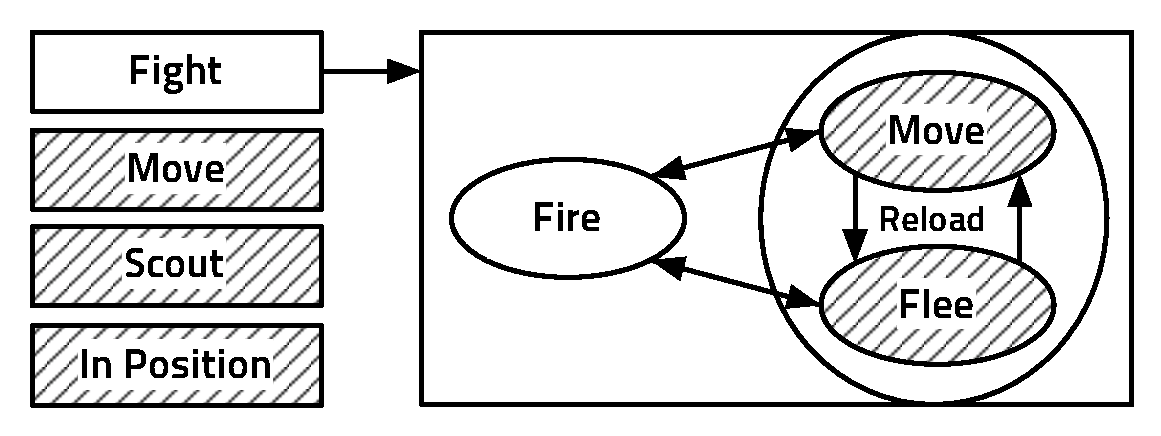 Fight
Move
Scout
In Position
Fire
Move
Reload
Flee